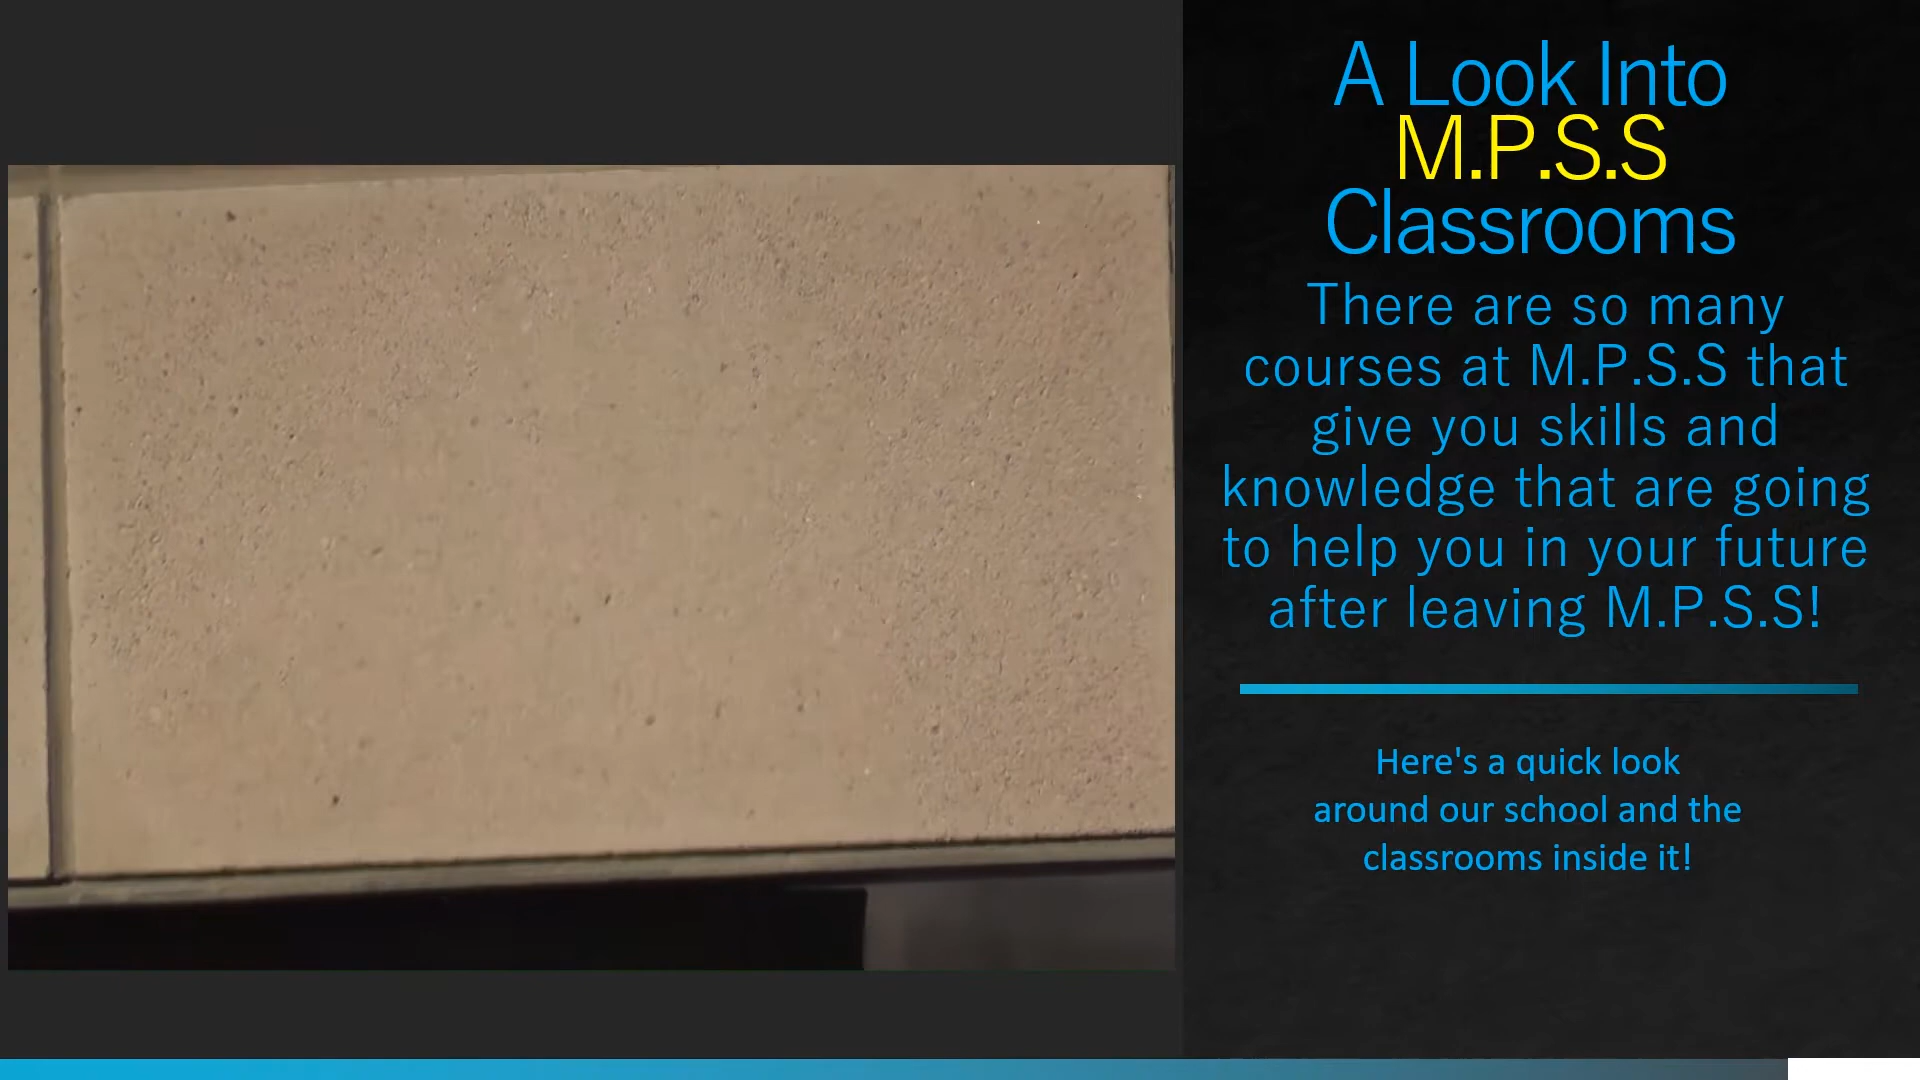 A Look Into
M.P.S.S
Classrooms
There are so many
courses at M.P.S.S that
give you skills and
knowledge that are going
to help you in your future
after leaving M.P.S.S!
Here's a quick look
around our school and the
classrooms inside it!